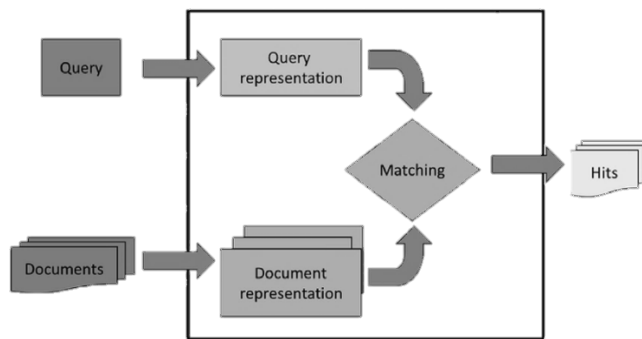 Query
Query
representation
Matching
Hits
Documents
Document
representation